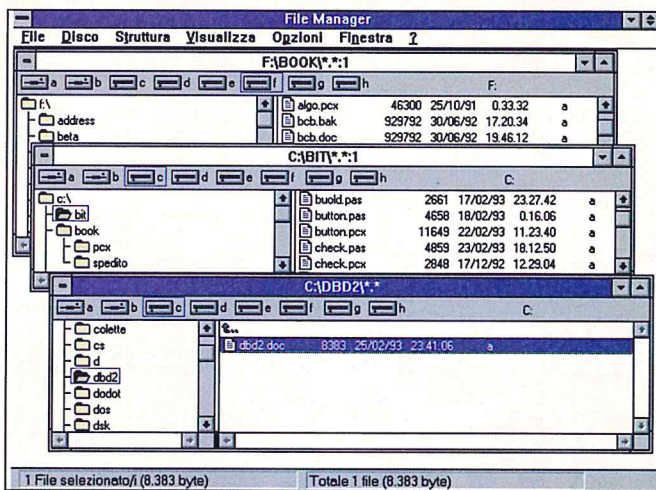 File Manager
File Disco Struttura Visualizza Opzioni Finestra ?
F:\BOOK\*.*:1
a b c d e f g h F:
f:\
address
beta
algo.pcx 46300 25/10/91 0.33.32 a
bcb.bak 929792 30/06/92 17.20.34 a
bcb.doc 929792 30/06/92 19.46.12 a
C:\BIT\*.*:1
a b c d e f g h C:
c:\
bit
book
pcx
spedito
buold.pas 2661 17/02/93 23.27.42 a
button.pas 4658 18/02/93 0.16.06 a
button.pcx 11649 22/02/93 11.23.40 a
check.pas 4859 23/02/93 18.12.50 a
check.pcx 2848 17/12/92 12.29.04 a
C:\DBD2\*.*
a b c d e f g h C:
colette
cs
d
dbd2
dodot
dos
dsk
..
dbd2.doc 8383 25/02/93 23.41.06 a
1 File selezionato/i (8.383 byte) Totale 1 file (8.383 byte)